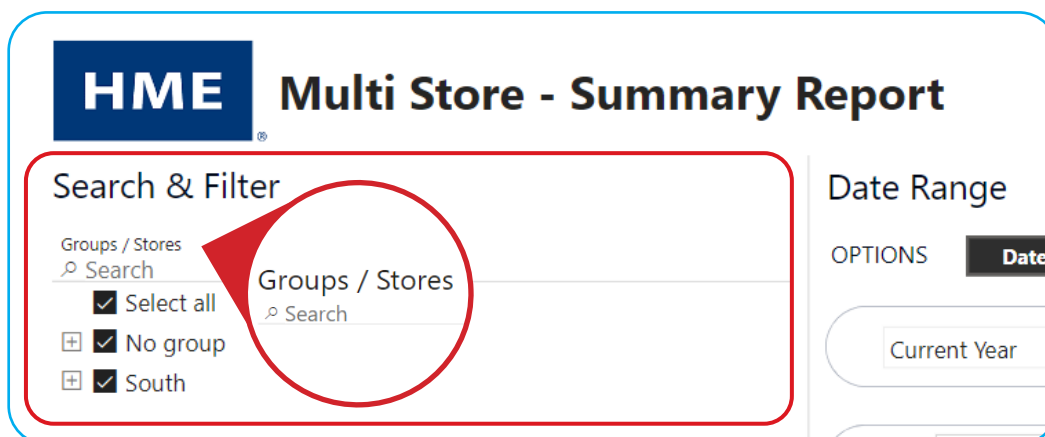 HME
®
Multi Store - Summary Report
Search & Filter
Groups / Stores
Search
Select all
No group
South
Groups / Stores
Search
Date Range
OPTIONS
Date
Current Year